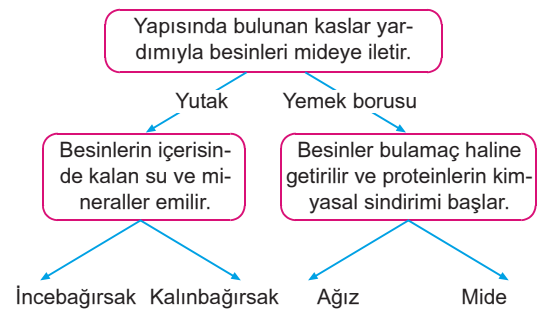 Yapısında bulunan kaslar yar-
dımıyla besinleri mideye iletir.
Yutak
Yemek borusu
Besinlerin içerisin-
de kalan su ve mi-
neraller emilir.
Besinler bulamaç haline
getirilir ve proteinlerin kim-
yasal sindirimi başlar.
İncebağırsak
Kalınbağırsak
Ağız
Mide